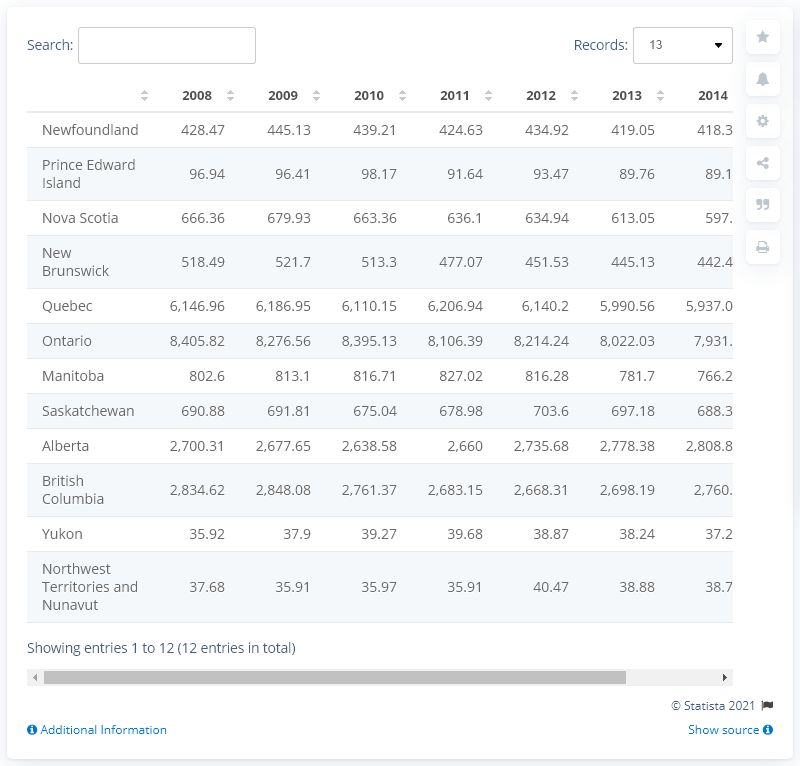 Search:
Records: 13
2008 2009 2010 2011 2012 2013 2014
Newfoundland 428.47 445.13 439.21 424.63 434.92 419.05 418.3
Prince Edward
Island 96.94 96.41 98.17 91.64 93.47 89.76 89.1
Nova Scotia 666.36 679.93 663.36 636.1 634.94 613.05 597.
New
Brunswick 518.49 521.7 513.3 477.07 451.53 445.13 442.4
Quebec 6,146.96 6,186.95 6,110.15 6,206.94 6,140.2 5,990.56 5,937.0
Ontario 8,405.82 8,276.56 8,395.13 8,106.39 8,214.24 8,022.03 7,931.
Manitoba 802.6 813.1 816.71 827.02 816.28 781.7 766.2
Saskatchewan 690.88 691.81 675.04 678.98 703.6 697.18 688.3
Alberta 2,700.31 2,677.65 2,638.58 2,660 2,735.68 2,778.38 2,808.8
British
Columbia 2,834.62 2,848.08 2,761.37 2,683.15 2,668.31 2,698.19 2,760.
Yukon 35.92 37.9 39.27 39.68 38.87 38.24 37.2
Northwest
Territories and
Nunavut 37.68 35.91 35.97 35.91 40.47 38.88 38.7
Showing entries 1 to 12 (12 entries in total)
© Statista 2021
Additional Information
Show source